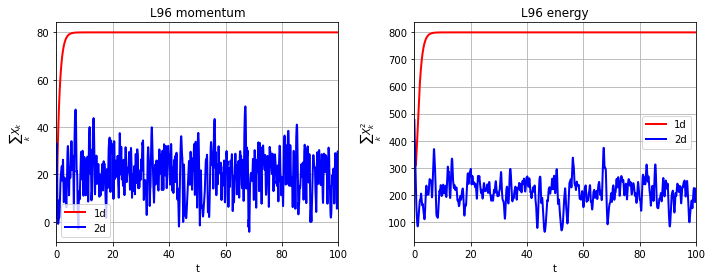 L96 momentum
80
60
40
20
0
∑ₖ Xₖ
1d
2d
0 20 40 60 80 100
t
L96 energy
800
700
600
500
400
300
200
100
∑ₖ Xₖ²
1d
2d
0 20 40 60 80 100
t